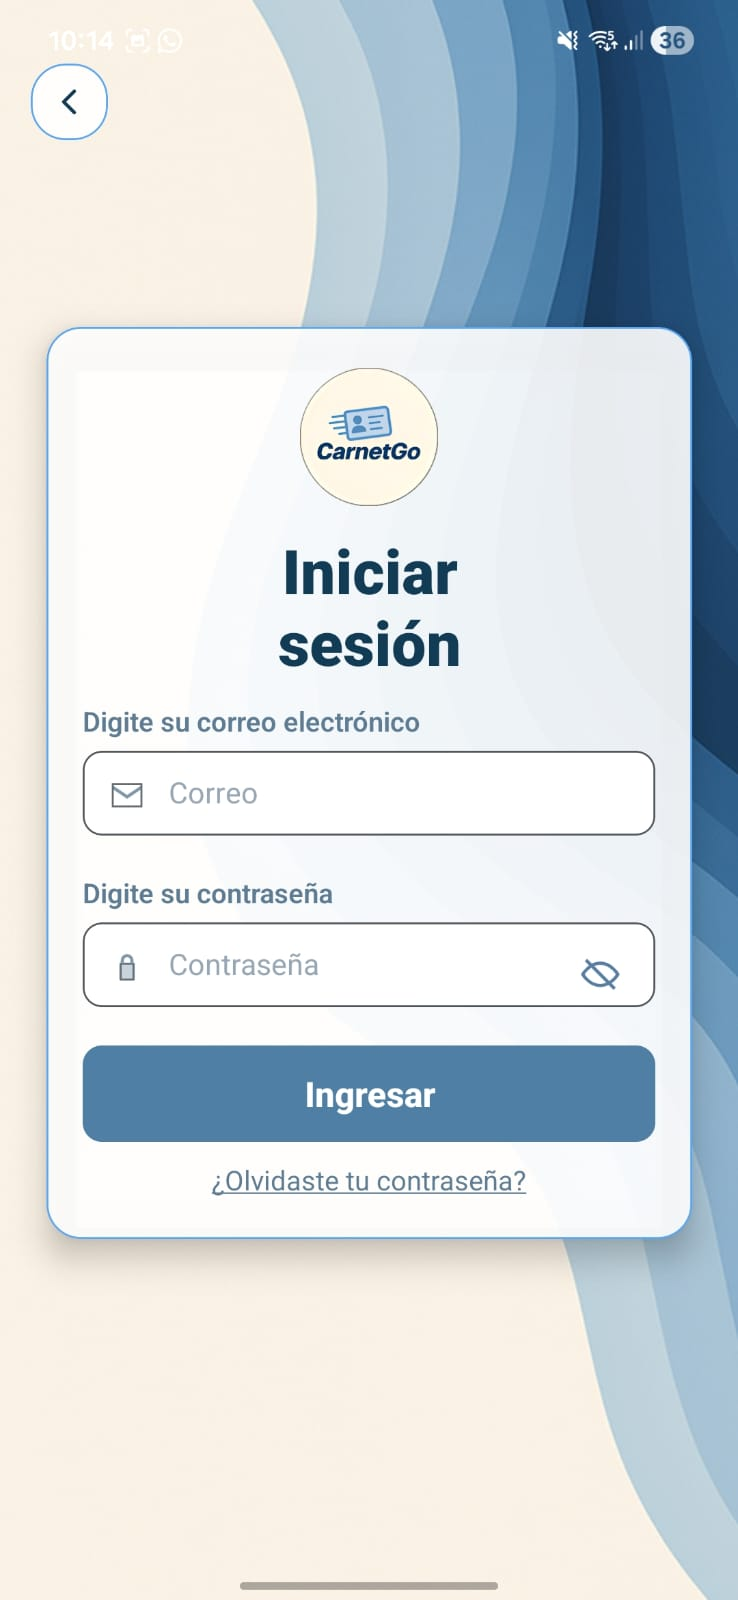 10:14
36
CarnetGo
Iniciar
sesión
Digite su correo electrónico
Correo
Digite su contraseña
Contraseña
Ingresar
¿Olvidaste tu contraseña?